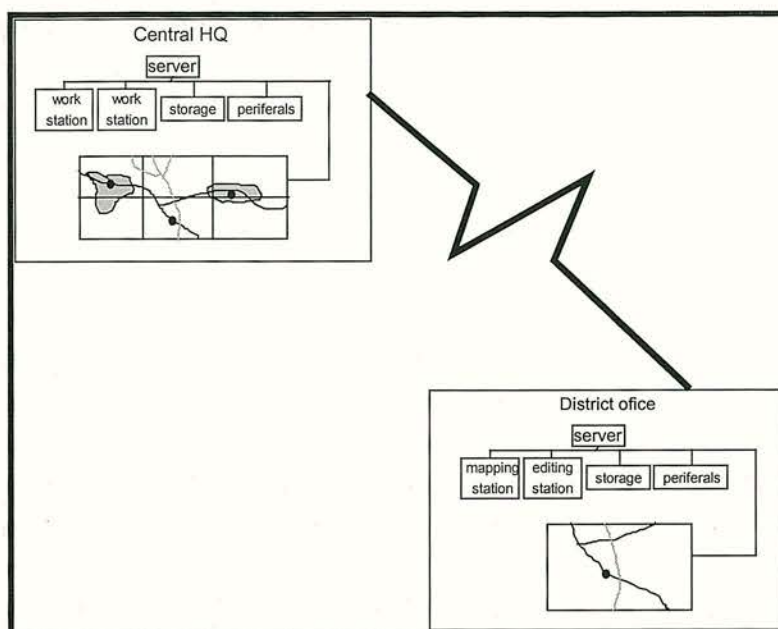 Central HQ
server
work station
work station
storage
periferals
District ofice
server
mapping station
editing station
storage
periferals